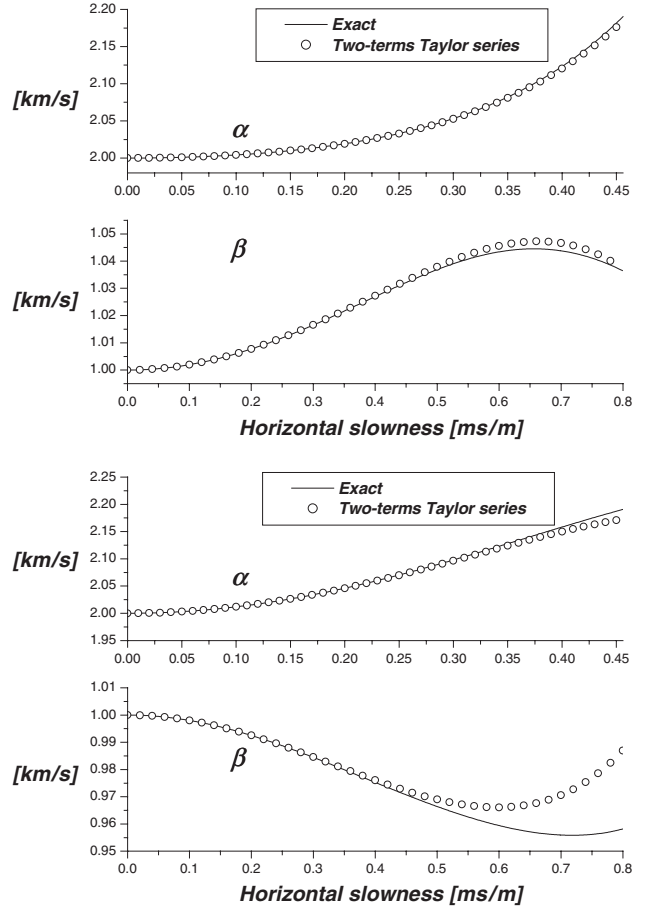 Exact
Two-terms Taylor series
2.20
2.15
2.10
2.05
2.00
[km/s]
α
0.00 0.05 0.10 0.15 0.20 0.25 0.30 0.35 0.40 0.45
1.05
1.04
1.03
1.02
1.01
1.00
[km/s]
β
0.0 0.1 0.2 0.3 0.4 0.5 0.6 0.7 0.8
Horizontal slowness [ms/m]
Exact
Two-terms Taylor series
2.25
2.20
2.15
2.10
2.05
2.00
1.95
[km/s]
α
0.00 0.05 0.10 0.15 0.20 0.25 0.30 0.35 0.40 0.45
1.01
1.00
0.99
0.98
0.97
0.96
0.95
[km/s]
β
0.0 0.1 0.2 0.3 0.4 0.5 0.6 0.7 0.8
Horizontal slowness [ms/m]